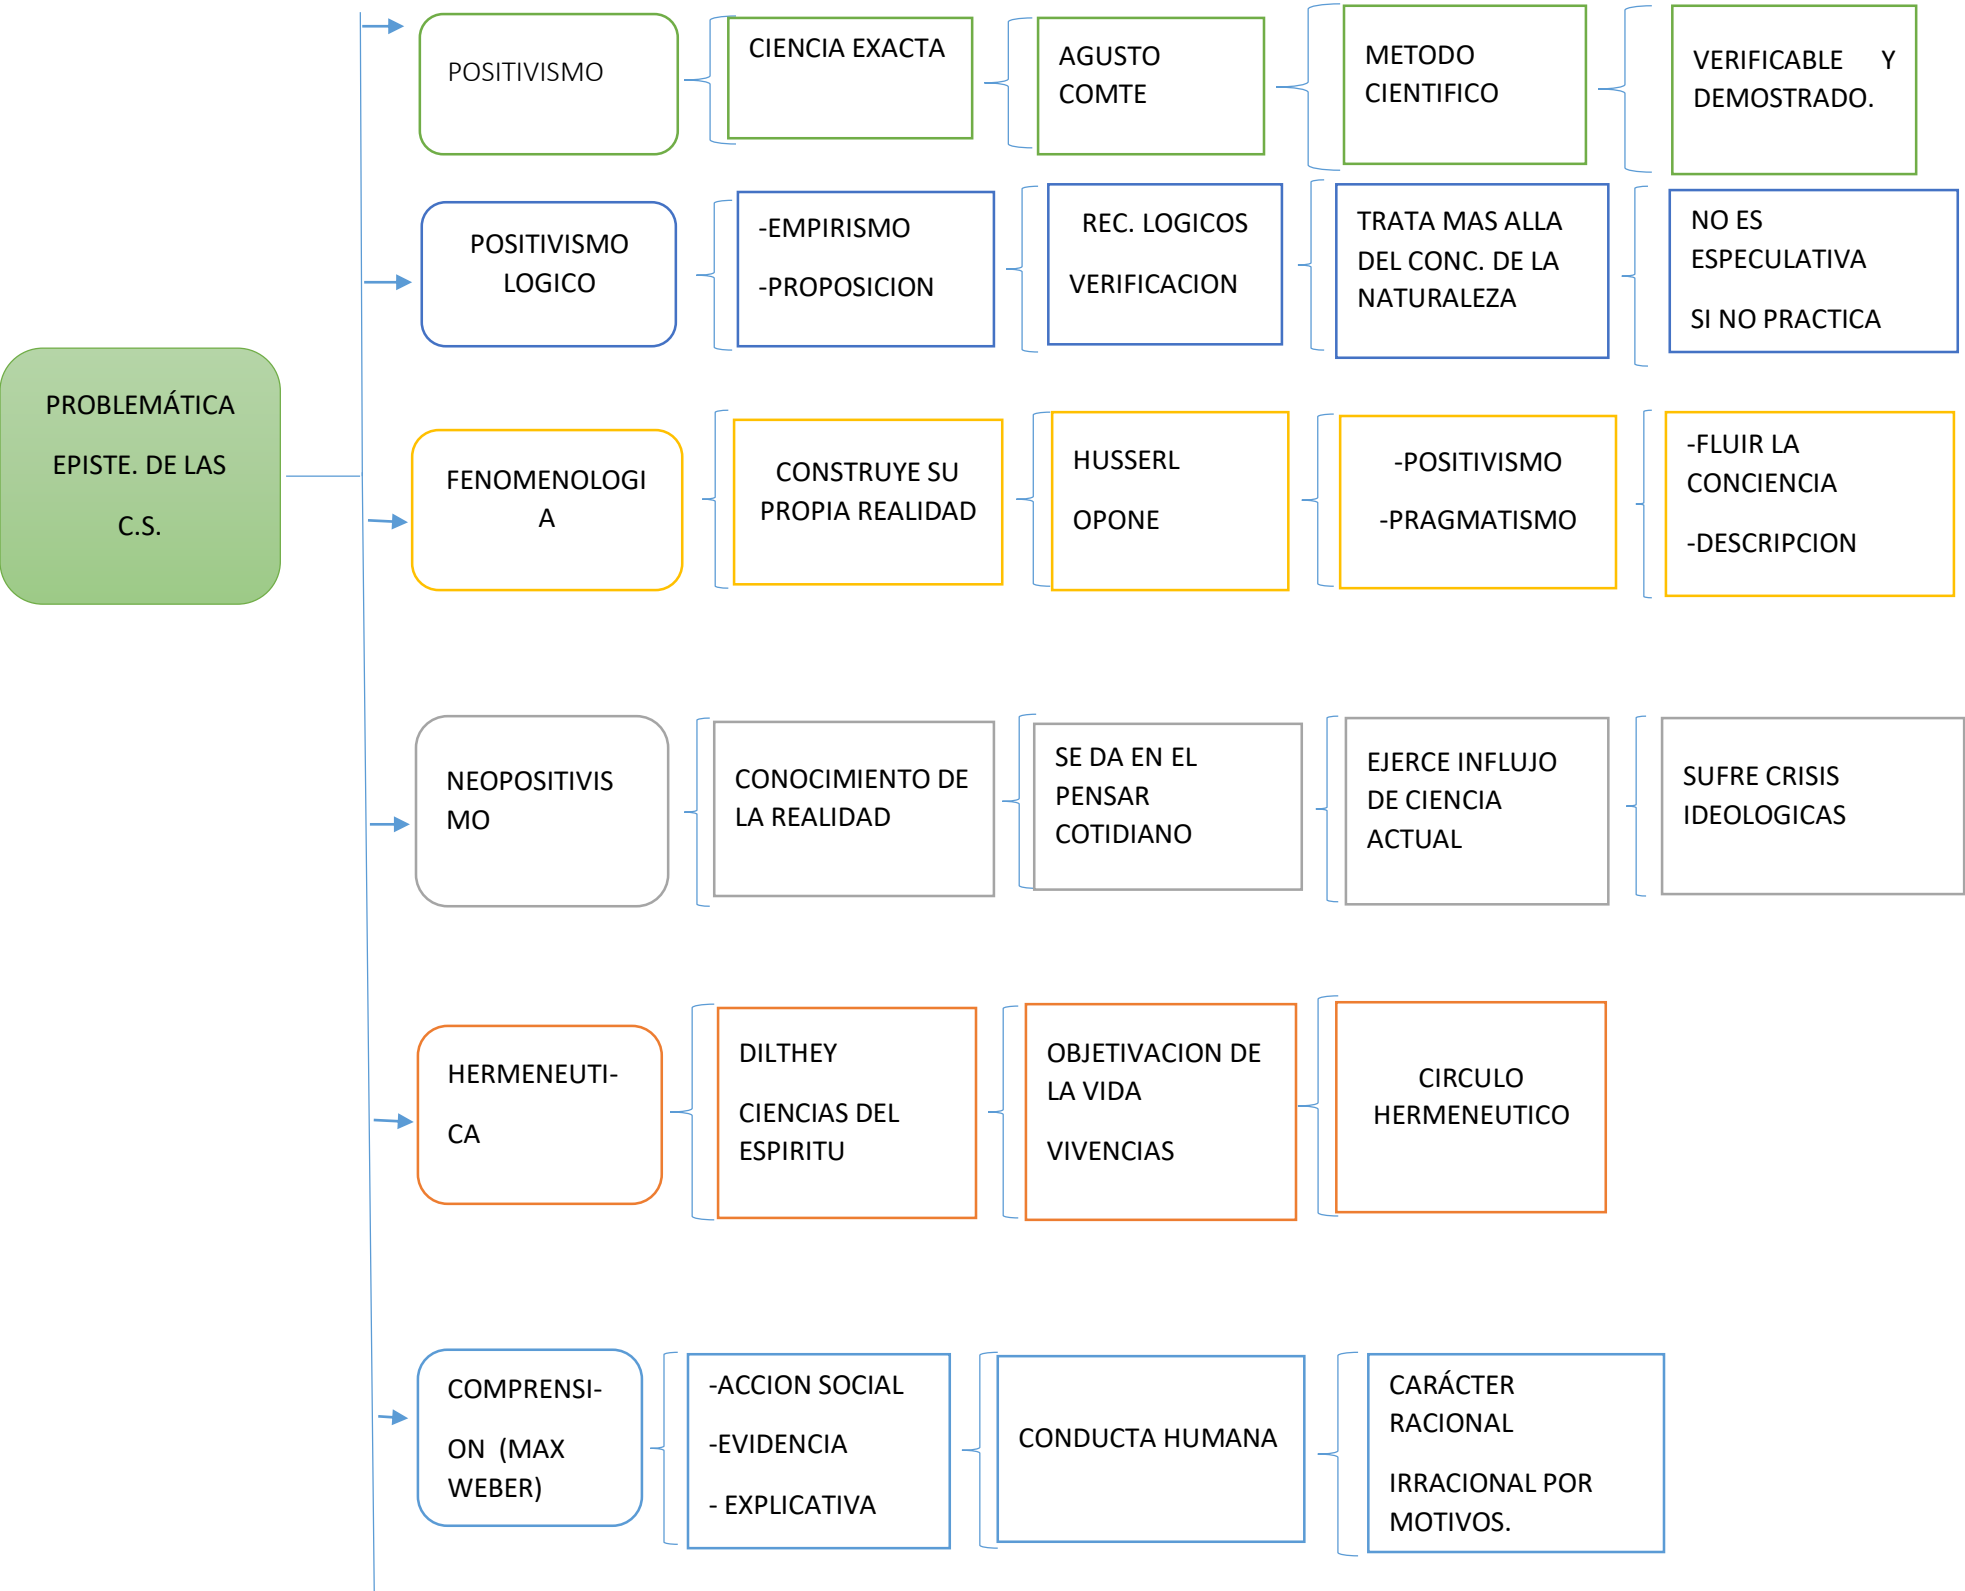 POSITIVISMO
CIENCIA EXACTA
AGUSTO
COMTE
METODO
CIENTIFICO
VERIFICABLE Y
DEMOSTRADO.
POSITIVISMO
LOGICO
-EMPIRISMO
-PROPOSICION
REC. LOGICOS
VERIFICACION
TRATA MAS ALLA
DEL CONC. DE LA
NATURALEZA
NO ES
ESPECULATIVA
SI NO PRACTICA
PROBLEMÁTICA
EPISTE. DE LAS
C.S.
FENOMENOLOGI
A
CONSTRUYE SU
PROPIA REALIDAD
HUSSERL
OPONE
-POSITIVISMO
-PRAGMATISMO
-FLUIR LA
CONCIENCIA
-DESCRIPCION
NEOPOSITIVIS
MO
CONOCIMIENTO DE
LA REALIDAD
SE DA EN EL
PENSAR
COTIDIANO
EJERCE INFLUJO
DE CIENCIA
ACTUAL
SUFRE CRISIS
IDEOLOGICAS
HERMENEUTI-
CA
DILTHEY
CIENCIAS DEL
ESPIRITU
OBJETIVACION DE
LA VIDA
VIVENCIAS
CIRCULO
HERMENEUTICO
COMPRENSI-
ON (MAX
WEBER)
-ACCION SOCIAL
-EVIDENCIA
- EXPLICATIVA
CONDUCTA HUMANA
CARÁCTER
RACIONAL
IRRACIONAL POR
MOTIVOS.